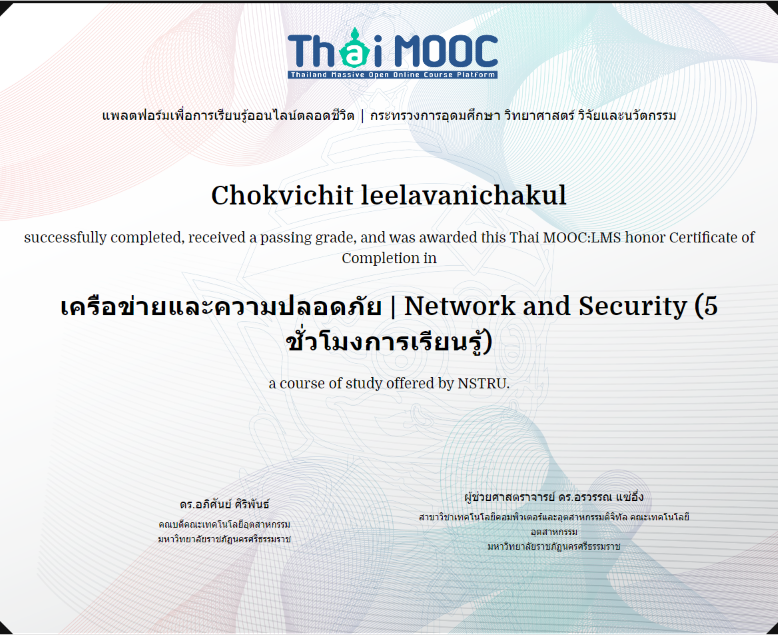 Thai MOOC
Thailand Massive Open Online Course Platform
แพลตฟอร์มเพื่อการเรียนรู้ออนไลน์ตลอดชีวิต | กระทรวงการอุดมศึกษา วิทยาศาสตร์ วิจัยและนวัตกรรม
Chokvichit leelavanichakul
successfully completed, received a passing grade, and was awarded this Thai MOOC:LMS honor Certificate of
Completion in
เครือข่ายและความปลอดภัย | Network and Security (5
ชั่วโมงการเรียนรู้)
a course of study offered by NSTRU.
ดร.อภิศันย์ ศิริพันธ์
คณบดีคณะเทคโนโลยีอุตสาหกรรม
มหาวิทยาลัยราชภัฏนครศรีธรรมราช
ผู้ช่วยศาสตราจารย์ ดร.อรวรรณ แซ่อึ่ง
สาขาวิชาเทคโนโลยีคอมพิวเตอร์และอุตสาหกรรมดิจิทัล คณะเทคโนโลยี
อุตสาหกรรม
มหาวิทยาลัยราชภัฏนครศรีธรรมราช